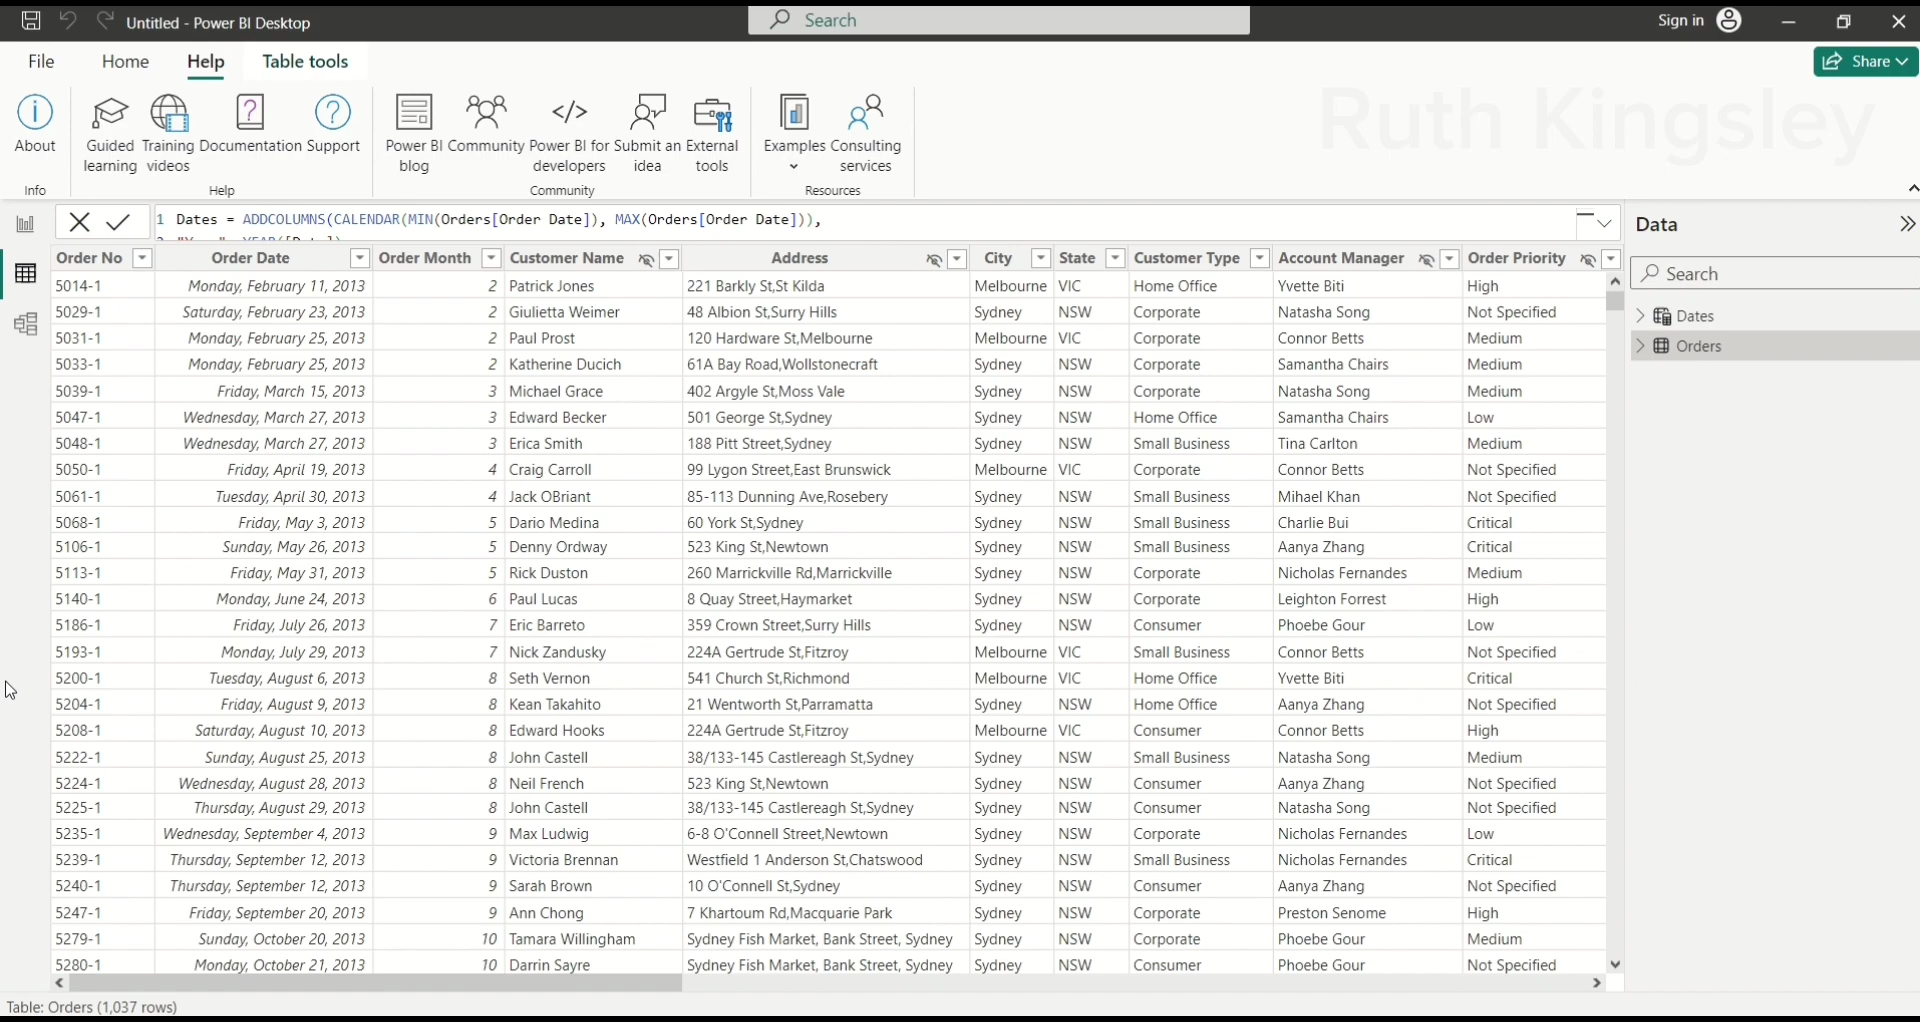 Untitled - Power BI Desktop
Search
Sign in
File Home Help Table tools
Share
Ruth Kingsley
About
Guided learning
Training videos
Documentation
Support
Power BI blog
Community
Power BI for developers
Submit an idea
External tools
Examples
Consulting services
Info Help Community Resources
1 Dates = ADDCOLUMNS(CALENDAR(MIN(Orders[Order Date]), MAX(Orders[Order Date])),
Data
Search
Dates
Orders
Order No Order Date Order Month Customer Name Address City State Customer Type Account Manager Order Priority
5014-1 Monday, February 11, 2013 2 Patrick Jones 221 Barkly St,St Kilda Melbourne VIC Home Office Yvette Biti High
5029-1 Saturday, February 23, 2013 2 Giulietta Weimer 48 Albion St,Surry Hills Sydney NSW Corporate Natasha Song Not Specified
5031-1 Monday, February 25, 2013 2 Paul Prost 120 Hardware St,Melbourne Melbourne VIC Corporate Connor Betts Medium
5033-1 Monday, February 25, 2013 2 Katherine Ducich 61A Bay Road,Wollstonecraft Sydney NSW Corporate Samantha Chairs Medium
5039-1 Friday, March 15, 2013 3 Michael Grace 402 Argyle St,Moss Vale Sydney NSW Corporate Natasha Song Medium
5047-1 Wednesday, March 27, 2013 3 Edward Becker 501 George St,Sydney Sydney NSW Home Office Samantha Chairs Low
5048-1 Wednesday, March 27, 2013 3 Erica Smith 188 Pitt Street,Sydney Sydney NSW Small Business Tina Carlton Medium
5050-1 Friday, April 19, 2013 4 Craig Carroll 99 Lygon Street,East Brunswick Melbourne VIC Corporate Connor Betts Not Specified
5061-1 Tuesday, April 30, 2013 4 Jack OBriant 85-113 Dunning Ave,Rosebery Sydney NSW Small Business Mihael Khan Not Specified
5068-1 Friday, May 3, 2013 5 Dario Medina 60 York St,Sydney Sydney NSW Small Business Charlie Bui Critical
5106-1 Sunday, May 26, 2013 5 Denny Ordway 523 King St,Newtown Sydney NSW Small Business Aanya Zhang Critical
5113-1 Friday, May 31, 2013 5 Rick Duston 260 Marrickville Rd,Marrickville Sydney NSW Corporate Nicholas Fernandes Medium
5140-1 Monday, June 24, 2013 6 Paul Lucas 8 Quay Street,Haymarket Sydney NSW Corporate Leighton Forrest High
5186-1 Friday, July 26, 2013 7 Eric Barreto 359 Crown Street,Surry Hills Sydney NSW Consumer Phoebe Gour Low
5193-1 Monday, July 29, 2013 7 Nick Zandusky 224A Gertrude St,Fitzroy Melbourne VIC Small Business Connor Betts Not Specified
5200-1 Tuesday, August 6, 2013 8 Seth Vernon 541 Church St,Richmond Melbourne VIC Home Office Yvette Biti Critical
5204-1 Friday, August 9, 2013 8 Kean Takahito 21 Wentworth St,Parramatta Sydney NSW Home Office Aanya Zhang Not Specified
5208-1 Saturday, August 10, 2013 8 Edward Hooks 224A Gertrude St,Fitzroy Melbourne VIC Consumer Connor Betts High
5222-1 Sunday, August 25, 2013 8 John Castell 38/133-145 Castlereagh St,Sydney Sydney NSW Small Business Natasha Song Medium
5224-1 Wednesday, August 28, 2013 8 Neil French 523 King St,Newtown Sydney NSW Consumer Aanya Zhang Not Specified
5225-1 Thursday, August 29, 2013 8 John Castell 38/133-145 Castlereagh St,Sydney Sydney NSW Consumer Natasha Song Not Specified
5235-1 Wednesday, September 4, 2013 9 Max Ludwig 6-8 O'Connell Street,Newtown Sydney NSW Corporate Nicholas Fernandes Low
5239-1 Thursday, September 12, 2013 9 Victoria Brennan Westfield 1 Anderson St,Chatswood Sydney NSW Small Business Nicholas Fernandes Critical
5240-1 Thursday, September 12, 2013 9 Sarah Brown 10 O'Connell St,Sydney Sydney NSW Consumer Aanya Zhang Not Specified
5247-1 Friday, September 20, 2013 9 Ann Chong 7 Khartoum Rd,Macquarie Park Sydney NSW Corporate Preston Senome High
5279-1 Sunday, October 20, 2013 10 Tamara Willingham Sydney Fish Market, Bank Street, Sydney Sydney NSW Corporate Phoebe Gour Medium
5280-1 Monday, October 21, 2013 10 Darrin Sayre Sydney Fish Market, Bank Street, Sydney Sydney NSW Consumer Phoebe Gour Not Specified
Table: Orders (1,037 rows)